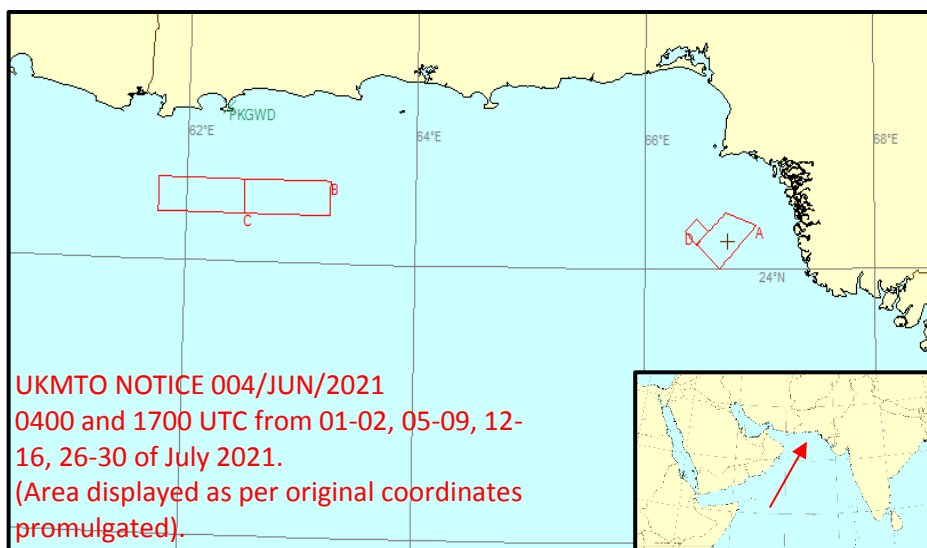 PKGWD
62°E
64°E
66°E
68°E
B
C
D
A
24°N
UKMTO NOTICE 004/JUN/2021
0400 and 1700 UTC from 01-02, 05-09, 12-
16, 26-30 of July 2021.
(Area displayed as per original coordinates
promulgated).